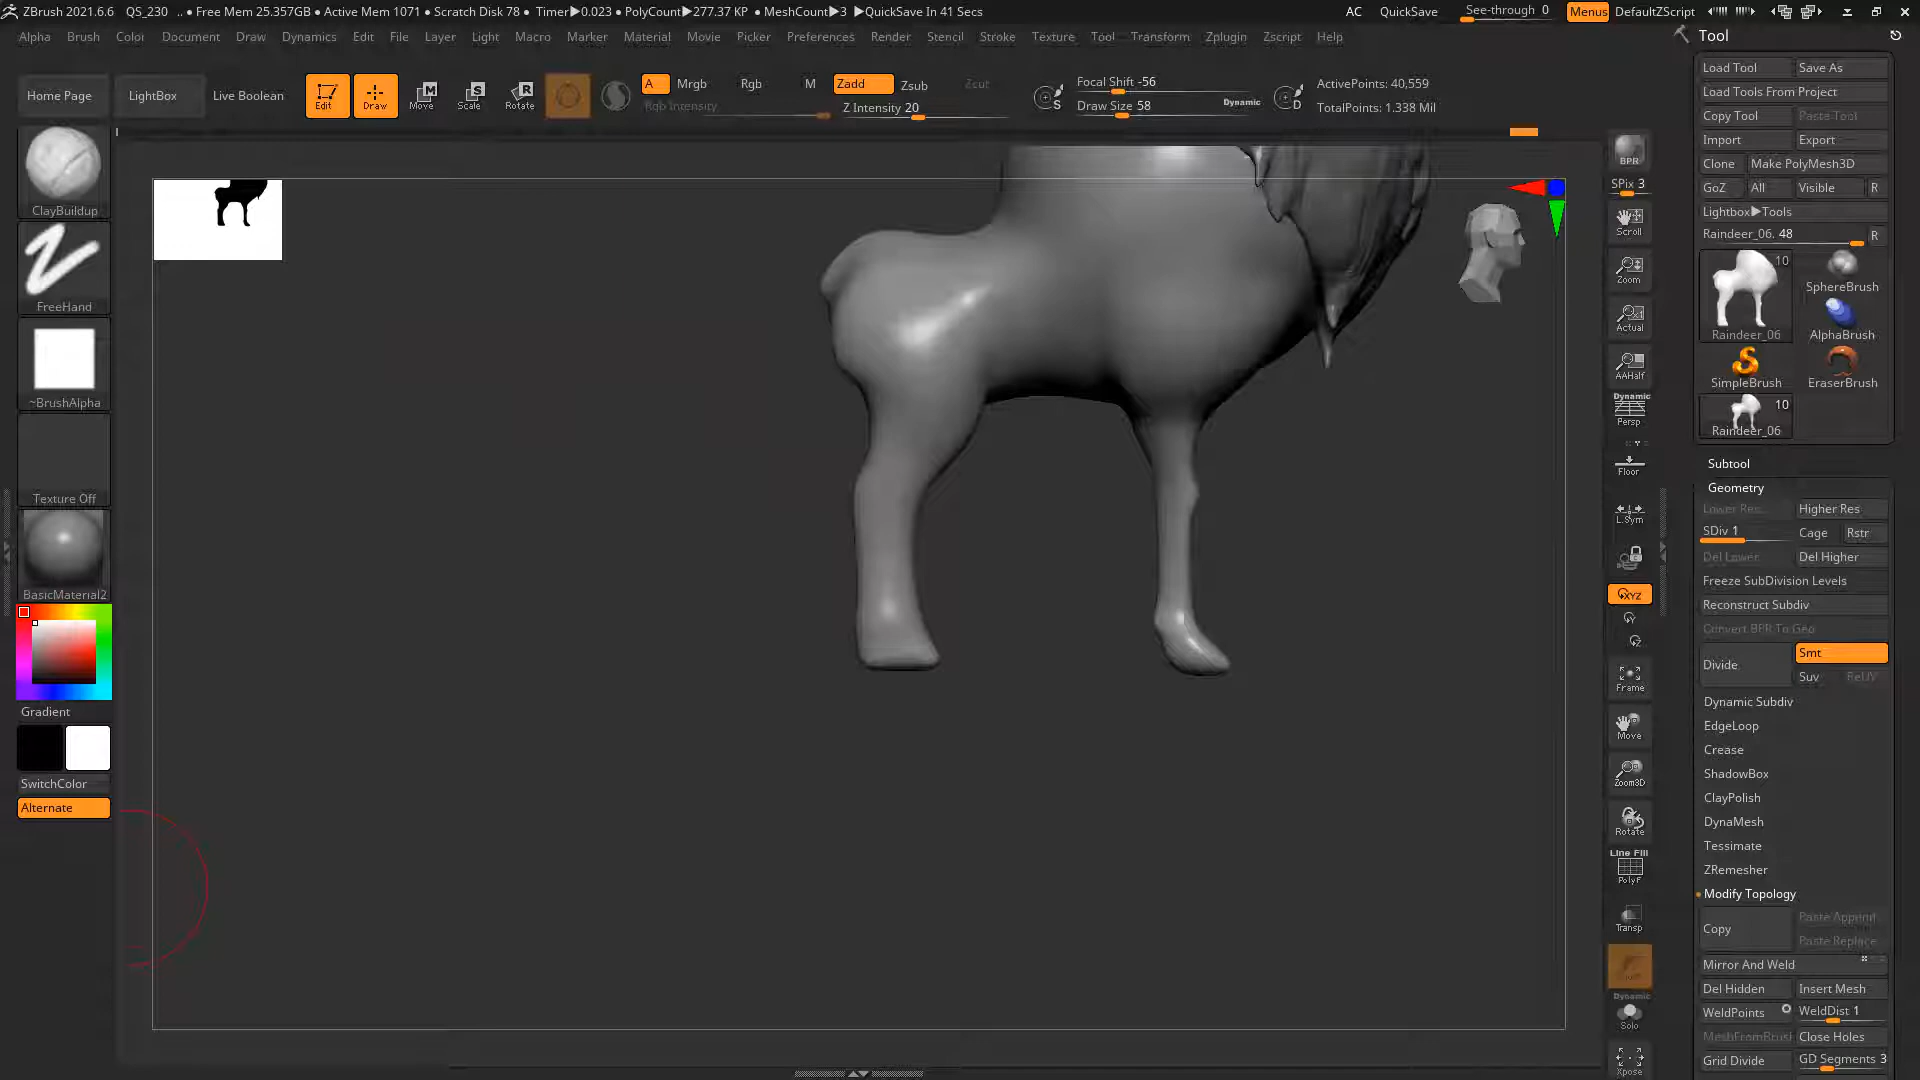 ZBrush 2021.6.6 QS_230 .. • Free Mem 25.357GB • Active Mem 1071 • Scratch Disk 78 • Timer▶0.023 • PolyCount▶277.37 KP • MeshCount▶3 ▶QuickSave In 41 Secs AC QuickSave See-through 0 Menus DefaultZScript
Alpha Brush Color Document Draw Dynamics Edit File Layer Light Macro Marker Material Movie Picker Preferences Render Stencil Stroke Texture Tool Transform Zplugin Zscript Help
Home Page LightBox Live Boolean Edit Draw Move Scale Rotate
A Mrgb Rgb M Zadd Zsub Zcut
Rgb Intensity Z Intensity 20
S Focal Shift -56
Draw Size 58 Dynamic D
ActivePoints: 40,559
TotalPoints: 1.338 Mil
ClayBuildup
FreeHand
~BrushAlpha
Texture Off
BasicMaterial2
Gradient
SwitchColor
Alternate
BPR
SPix 3
Scroll
Zoom
Actual
AAHalf
Dynamic
Persp
Floor
L.Sym
XYZ
Y
Z
Frame
Move
Zoom3D
Rotate
Line Fill
PolyF
Transp
Dynamic
Solo
Xpose
Tool
Load Tool Save As
Load Tools From Project
Copy Tool Paste Tool
Import Export
Clone Make PolyMesh3D
GoZ All Visible R
Lightbox▶Tools
Raindeer_06. 48 R
10
Raindeer_06
SphereBrush
AlphaBrush
SimpleBrush EraserBrush
10
Raindeer_06
Subtool
Geometry
Lower Res Higher Res
SDiv 1 Cage Rstr
Del Lower Del Higher
Freeze SubDivision Levels
Reconstruct Subdiv
Convert BPR To Geo
Divide Smt
Suv ReUV
Dynamic Subdiv
EdgeLoop
Crease
ShadowBox
ClayPolish
DynaMesh
Tessimate
ZRemesher
Modify Topology
Copy Paste Append
Paste Replace
Mirror And Weld
Del Hidden Insert Mesh
WeldPoints WeldDist 1
MeshFromBrush Close Holes
Grid Divide GD Segments 3